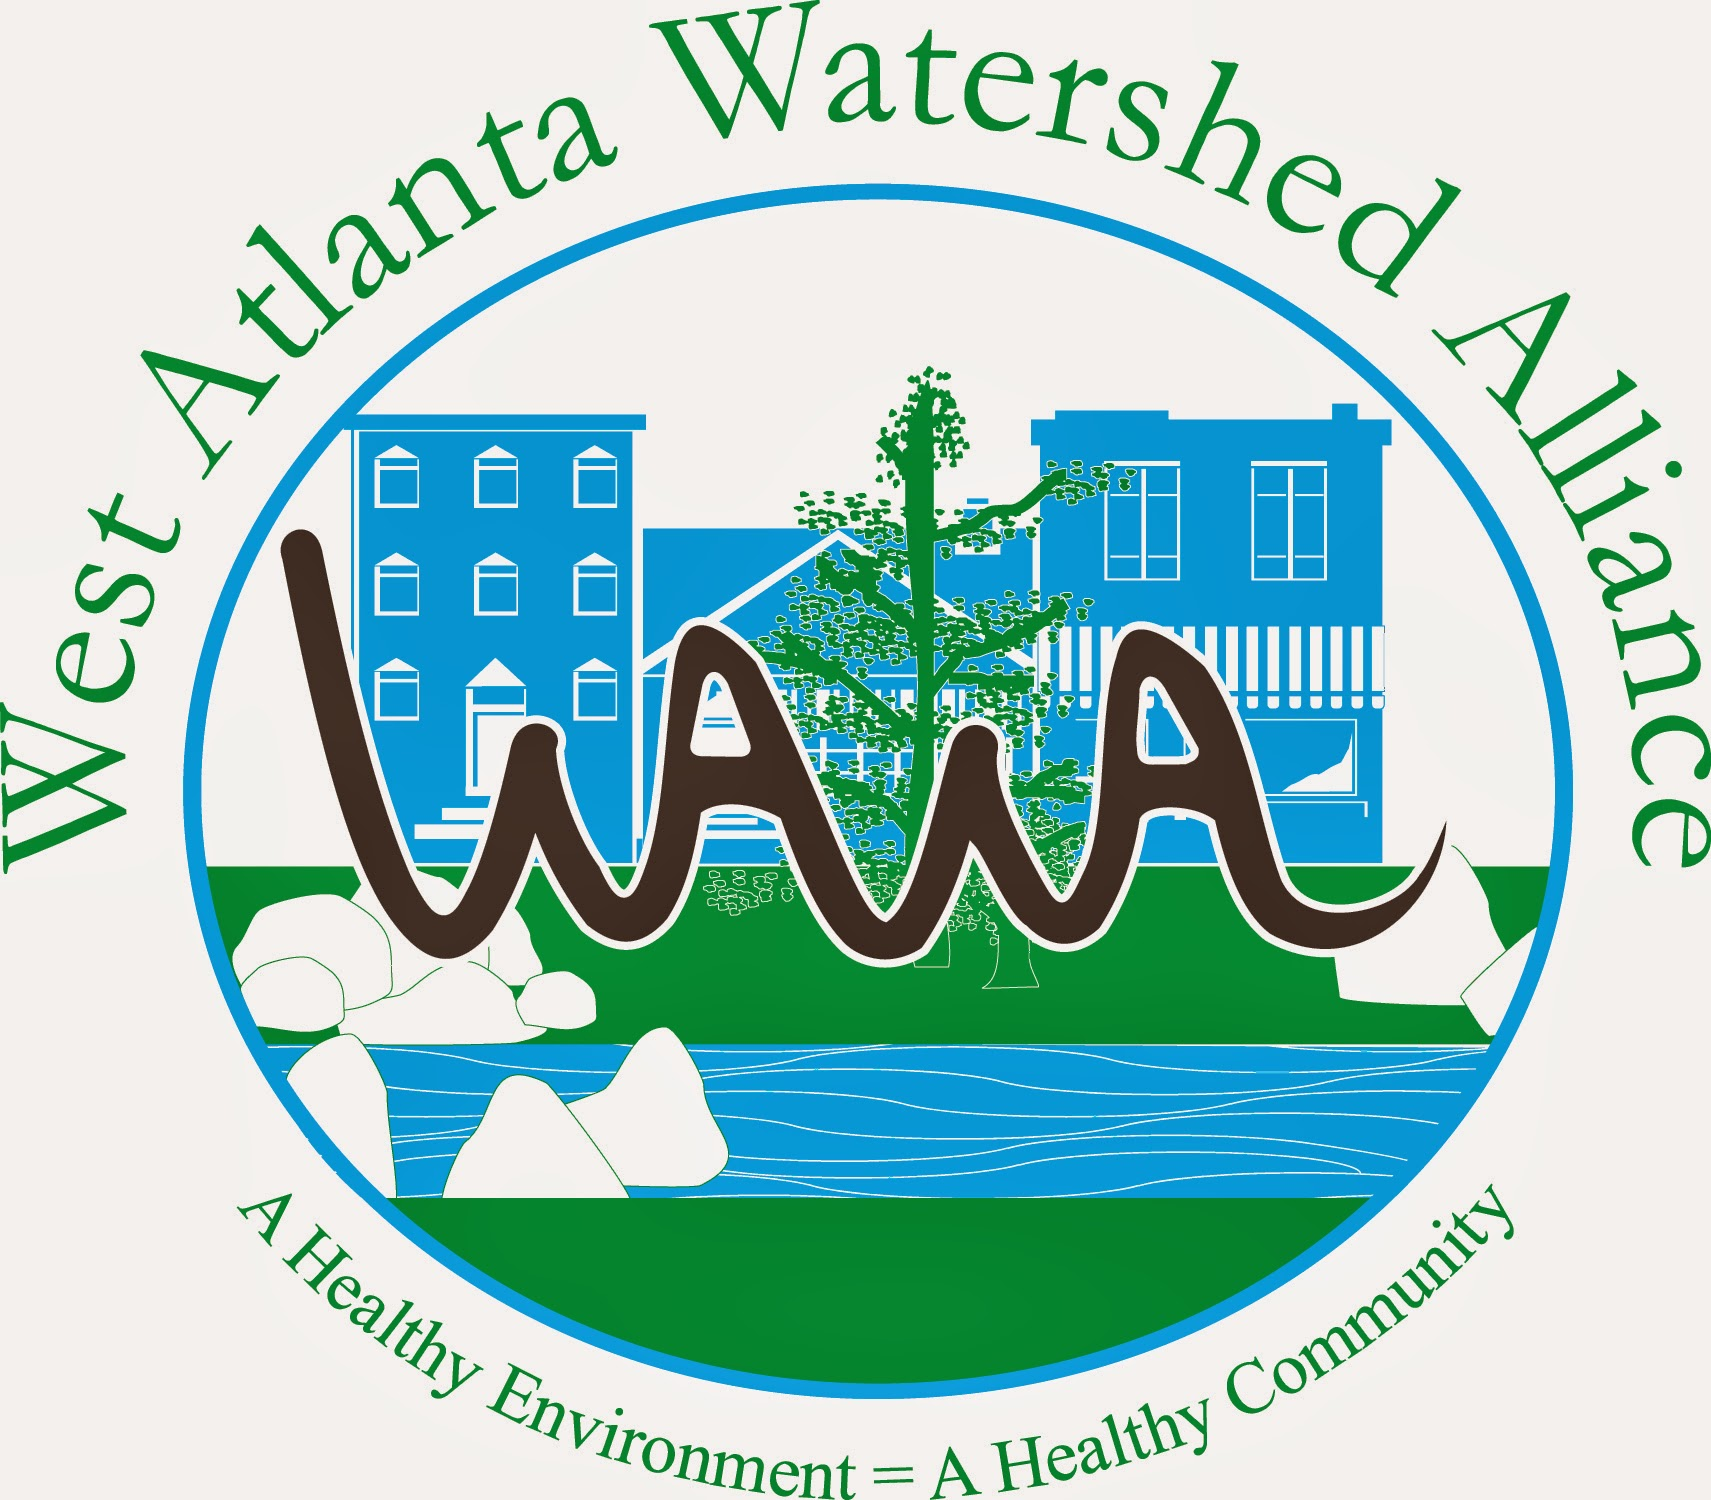 West Atlanta Watershed Alliance
WAWA
A Healthy Environment = A Healthy Community